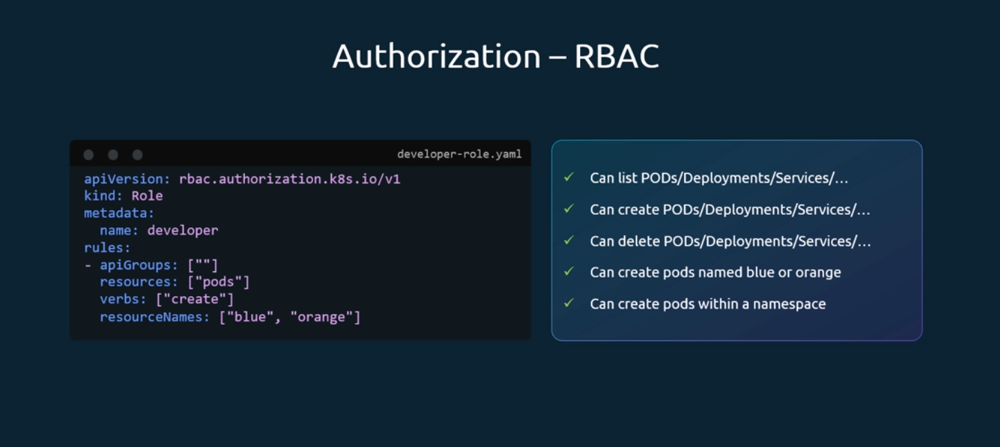 Authorization – RBAC
developer-role.yaml
apiVersion: rbac.authorization.k8s.io/v1
kind: Role
metadata:
  name: developer
rules:
- apiGroups: [""]
  resources: ["pods"]
  verbs: ["create"]
  resourceNames: ["blue", "orange"]
✓ Can list PODs/Deployments/Services/…
✓ Can create PODs/Deployments/Services/…
✓ Can delete PODs/Deployments/Services/…
✓ Can create pods named blue or orange
✓ Can create pods within a namespace